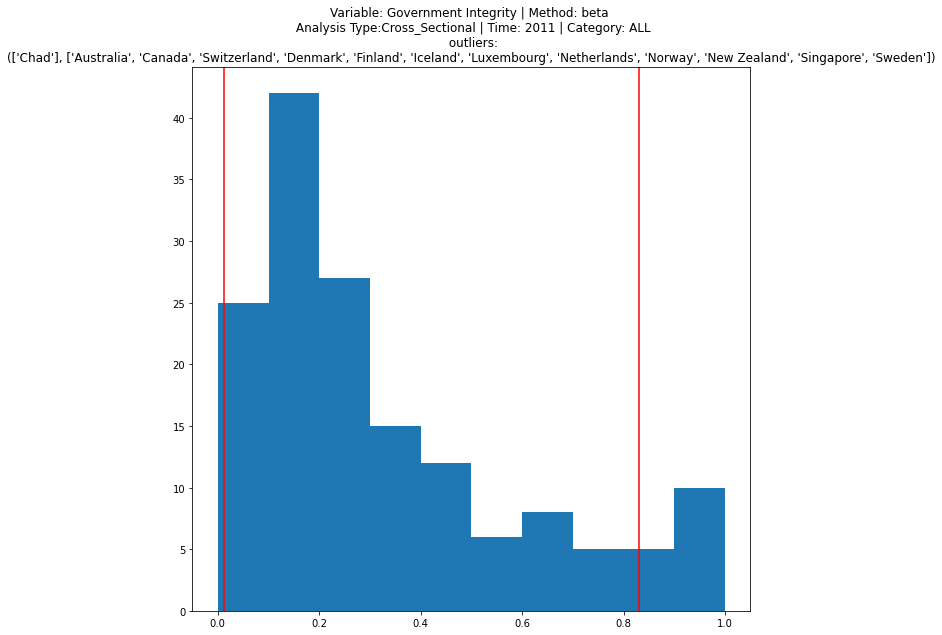 Variable: Government Integrity | Method: beta
Analysis Type:Cross_Sectional | Time: 2011 | Category: ALL
outliers:
(['Chad'], ['Australia', 'Canada', 'Switzerland', 'Denmark', 'Finland', 'Iceland', 'Luxembourg', 'Netherlands', 'Norway', 'New Zealand', 'Singapore', 'Sweden'])
40
35
30
25
20
15
10
5
0
0.0 0.2 0.4 0.6 0.8 1.0